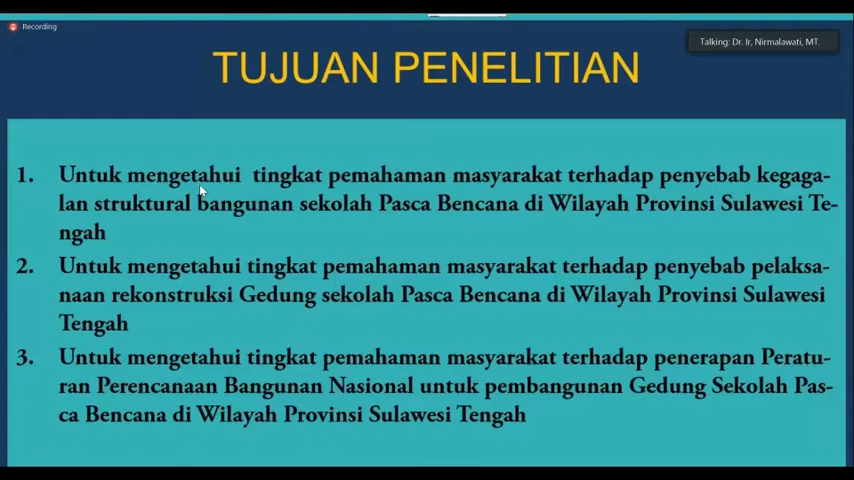 Recording
Talking: Dr. Ir, Nirmalawati, MT.
TUJUAN PENELITIAN
1. Untuk mengetahui tingkat pemahaman masyarakat terhadap penyebab kegaga-
lan struktural bangunan sekolah Pasca Bencana di Wilayah Provinsi Sulawesi Te-
ngah
2. Untuk mengetahui tingkat pemahaman masyarakat terhadap penyebab pelaksa-
naan rekonstruksi Gedung sekolah Pasca Bencana di Wilayah Provinsi Sulawesi
Tengah
3. Untuk mengetahui tingkat pemahaman masyarakat terhadap penerapan Peratu-
ran Perencanaan Bangunan Nasional untuk pembangunan Gedung Sekolah Pas-
ca Bencana di Wilayah Provinsi Sulawesi Tengah